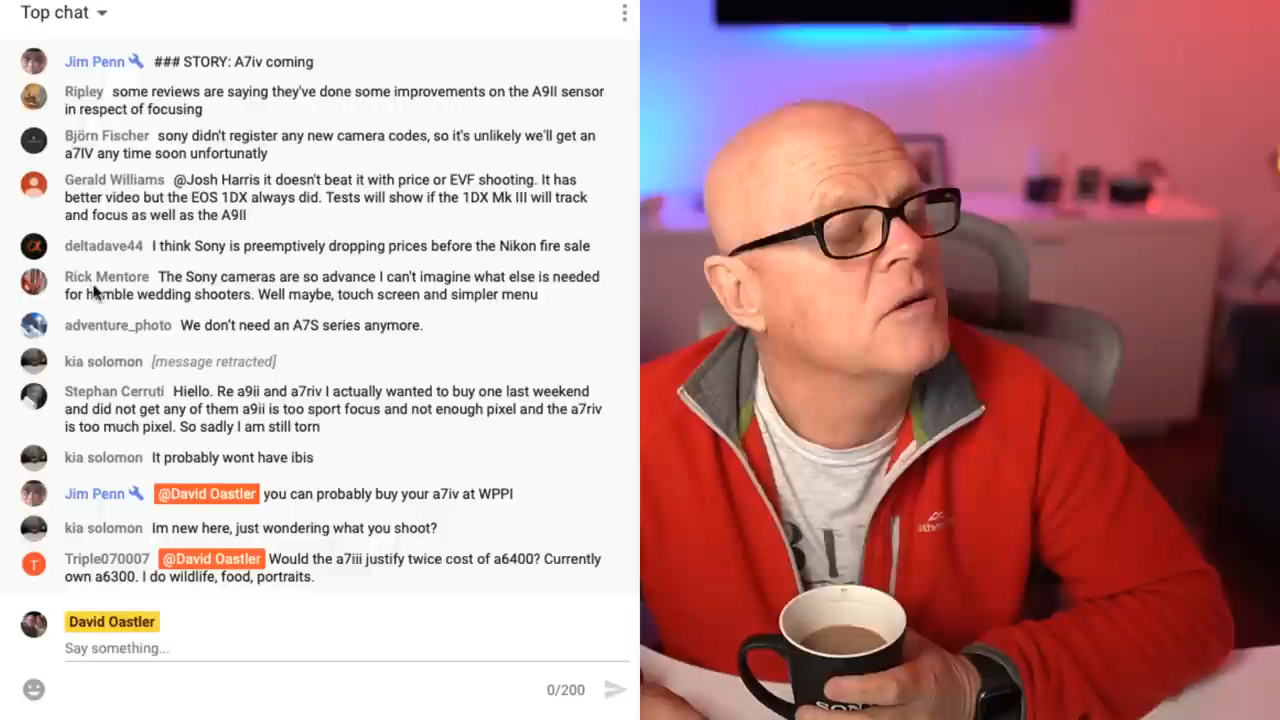 Top chat
Jim Penn ### STORY: A7iv coming
Ripley some reviews are saying they've done some improvements on the A9II sensor
in respect of focusing
Björn Fischer sony didn't register any new camera codes, so it's unlikely we'll get an
a7IV any time soon unfortunatly
Gerald Williams @Josh Harris it doesn't beat it with price or EVF shooting. It has
better video but the EOS 1DX always did. Tests will show if the 1DX Mk III will track
and focus as well as the A9II
deltadave44 I think Sony is preemptively dropping prices before the Nikon fire sale
Rick Mentore The Sony cameras are so advance I can't imagine what else is needed
for humble wedding shooters. Well maybe, touch screen and simpler menu
adventure_photo We don't need an A7S series anymore.
kia solomon [message retracted]
Stephan Cerruti Hiello. Re a9ii and a7riv I actually wanted to buy one last weekend
and did not get any of them a9ii is too sport focus and not enough pixel and the a7riv
is too much pixel. So sadly I am still torn
kia solomon It probably wont have ibis
Jim Penn @David Oastler you can probably buy your a7iv at WPPI
kia solomon Im new here, just wondering what you shoot?
Triple070007 @David Oastler Would the a7iii justify twice cost of a6400? Currently
own a6300. I do wildlife, food, portraits.
T
David Oastler
Say something...
0/200